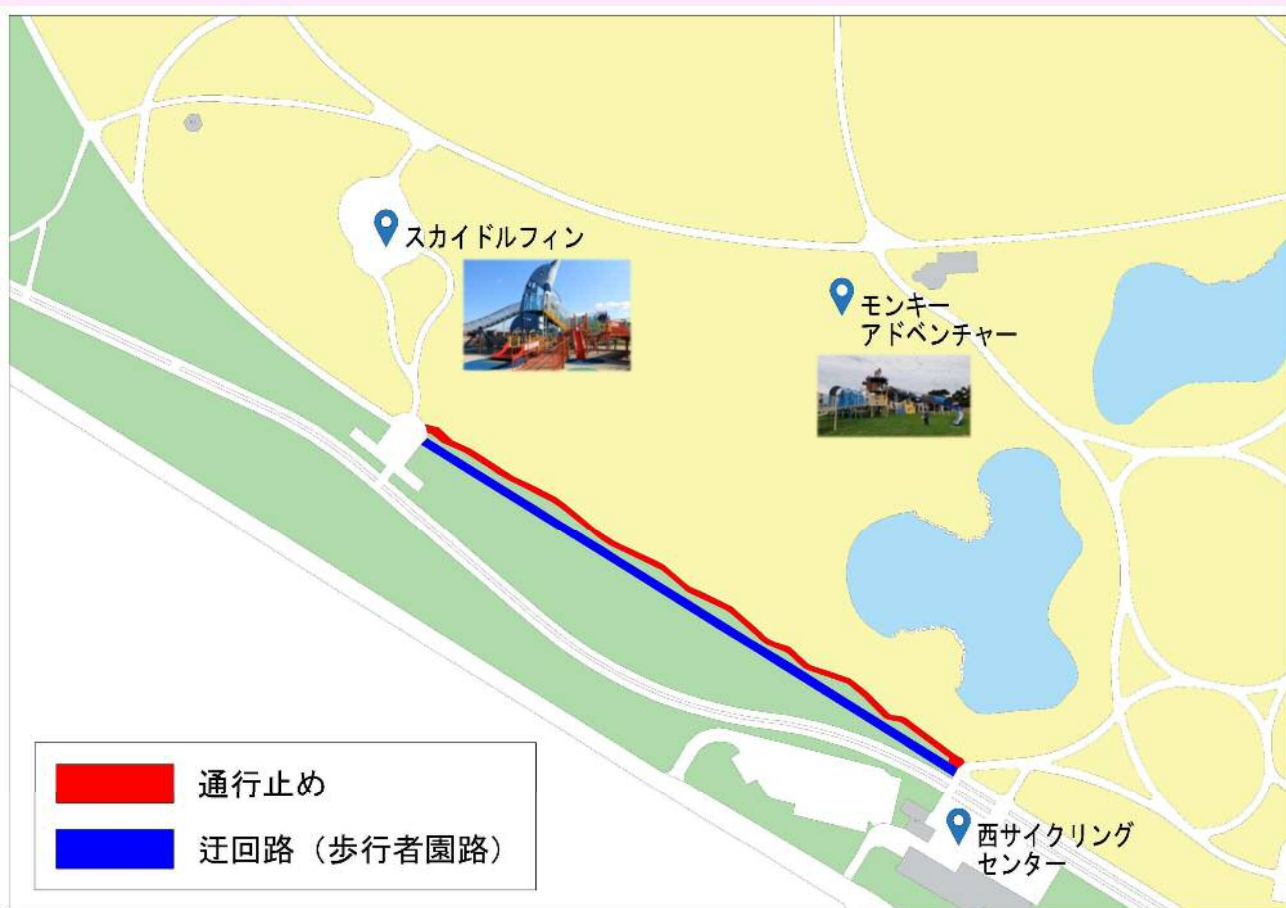 スカイドルフィン
モンキー
アドベンチャー
通行止め
迂回路（歩行者園路）
西サイクリング
センター